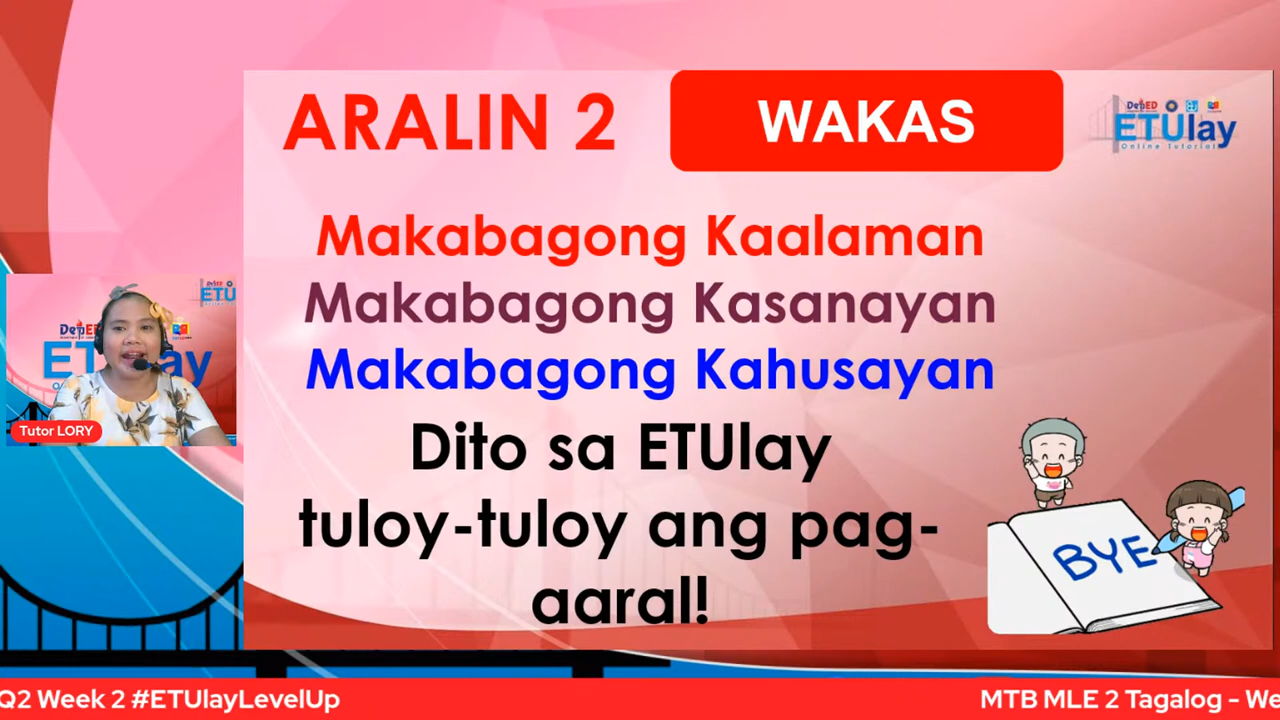 ARALIN 2
WAKAS
DepED
ETUlay
Online Tutorial
Makabagong Kaalaman
Makabagong Kasanayan
Makabagong Kahusayan
Dito sa ETUlay
tuloy-tuloy ang pag-
aaral!
BYE
ETU
DepED
ETUlay
Tutor LORY
Q2 Week 2 #ETUlayLevelUp
MTB MLE 2 Tagalog - We